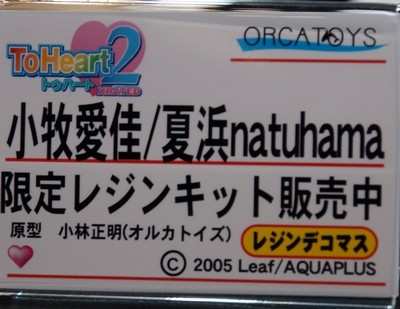 ORCATOYS
ToHeart2
トゥハート
小牧愛佳/夏浜natuhama
限定レジンキット販売中
原型 小林正明(オルカトイズ)
レジンデコマス
© 2005 Leaf/AQUAPLUS